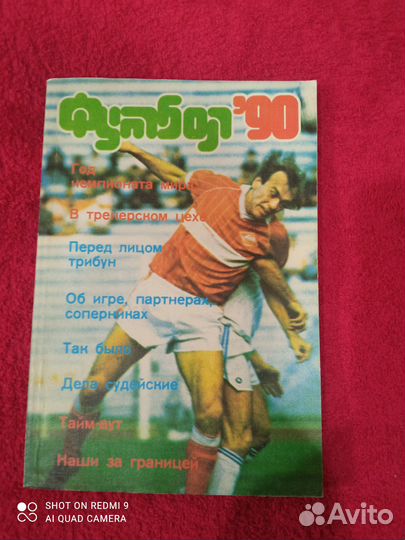 Футбол'90
Год
чемпионата мира
В тренерском цехе
Перед лицом
трибун
Об игре, партнерах,
соперниках
Так было
Дела судейские
Тайм-аут
Наши за границей
SHOT ON REDMI 9
AI QUAD CAMERA
Avito